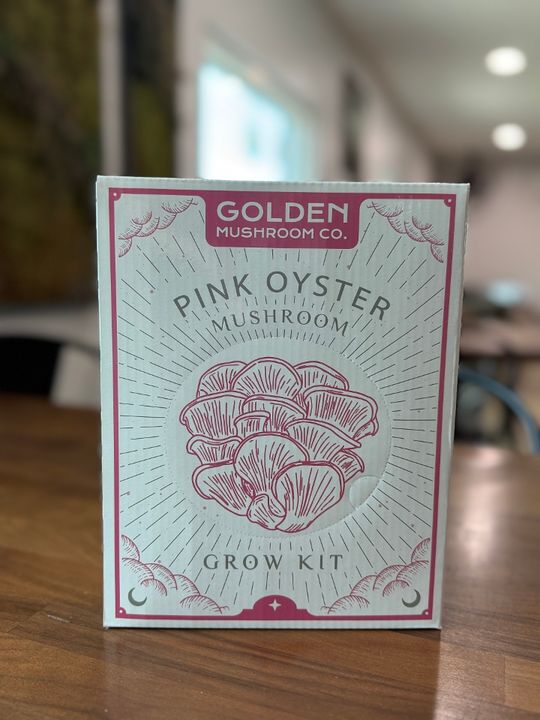 GOLDEN
MUSHROOM CO.
PINK OYSTER
MUSHROOM
GROW KIT